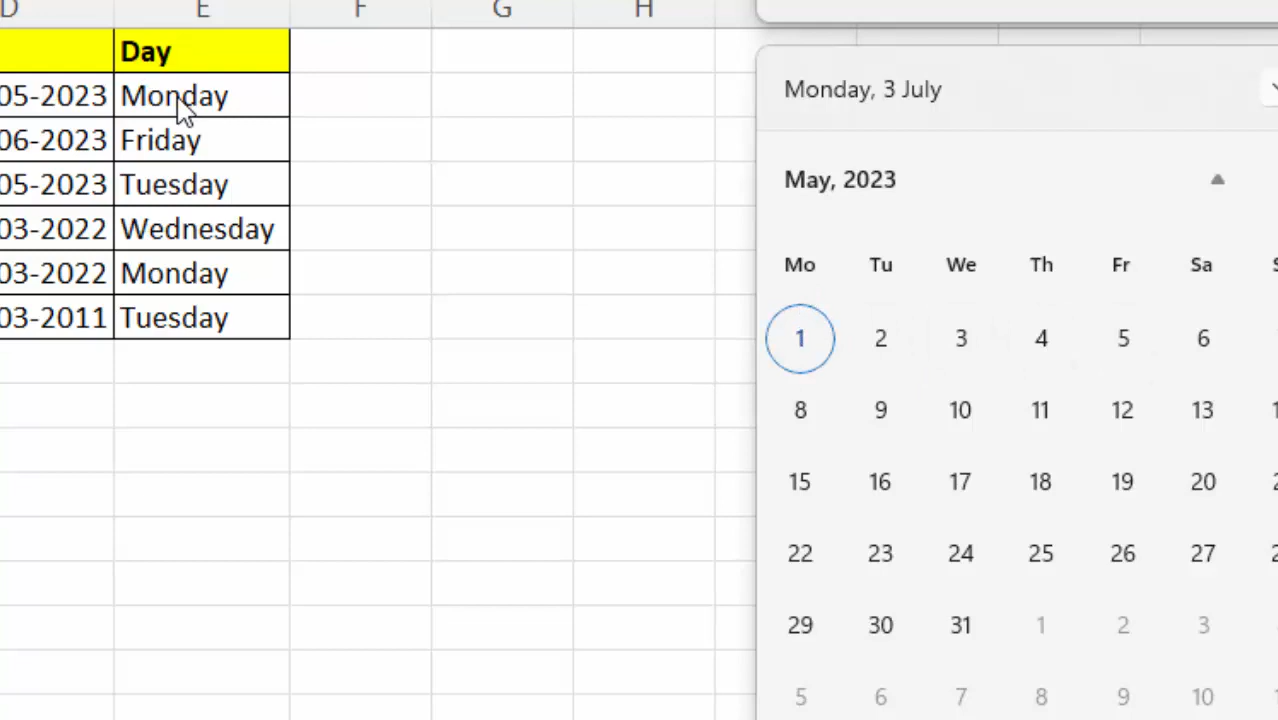 D E F G H
Day
05-2023 Monday
06-2023 Friday
05-2023 Tuesday
03-2022 Wednesday
03-2022 Monday
03-2011 Tuesday
Monday, 3 July
May, 2023
Mo Tu We Th Fr Sa
1 2 3 4 5 6
8 9 10 11 12 13
15 16 17 18 19 20
22 23 24 25 26 27
29 30 31 1 2 3
5 6 7 8 9 10